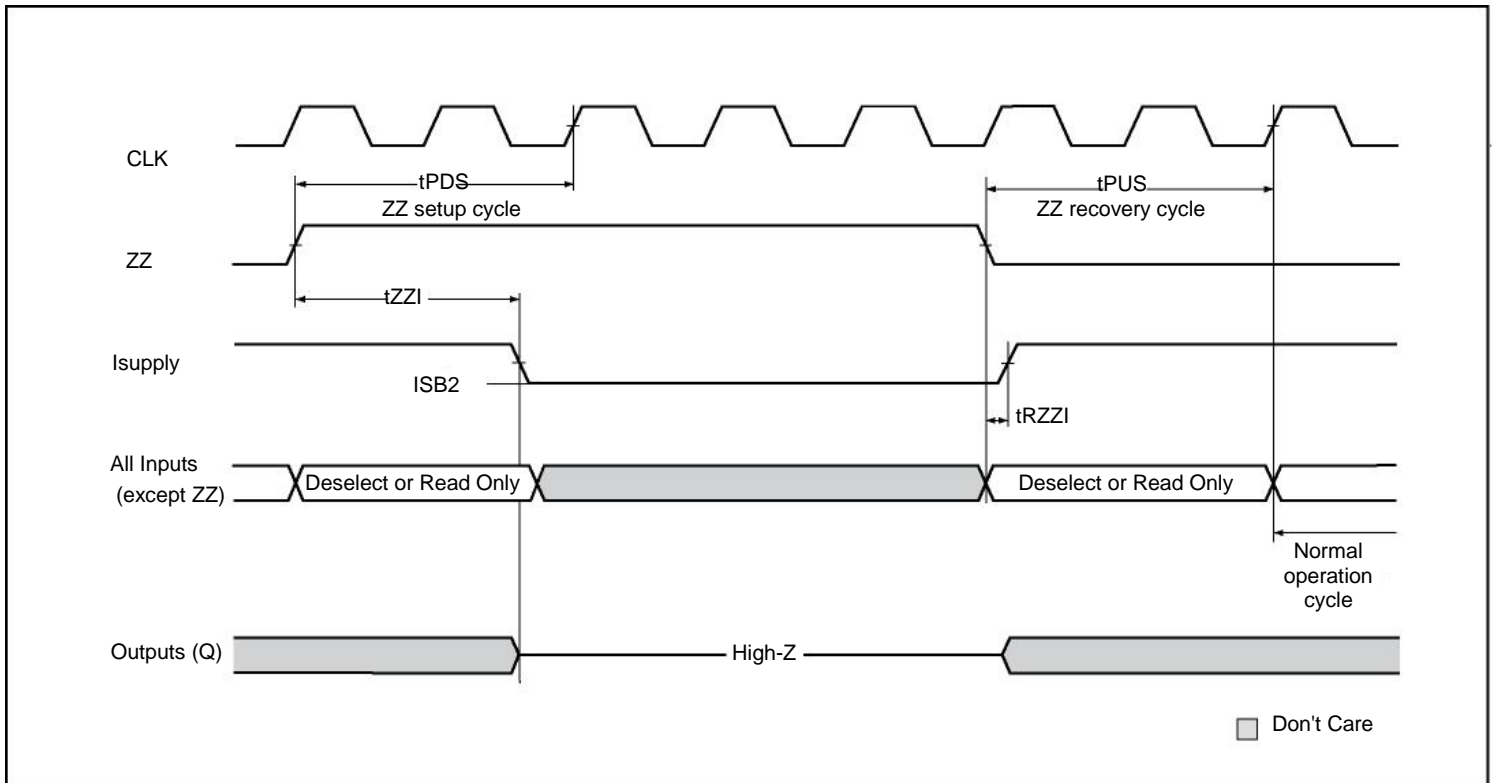 CLK
tPDS
ZZ setup cycle
tPUS
ZZ recovery cycle
ZZ
tZZI
Isupply
ISB2
tRZZI
All Inputs
(except ZZ)
Deselect or Read Only
Deselect or Read Only
Normal
operation
cycle
Outputs (Q)
High-Z
Don't Care